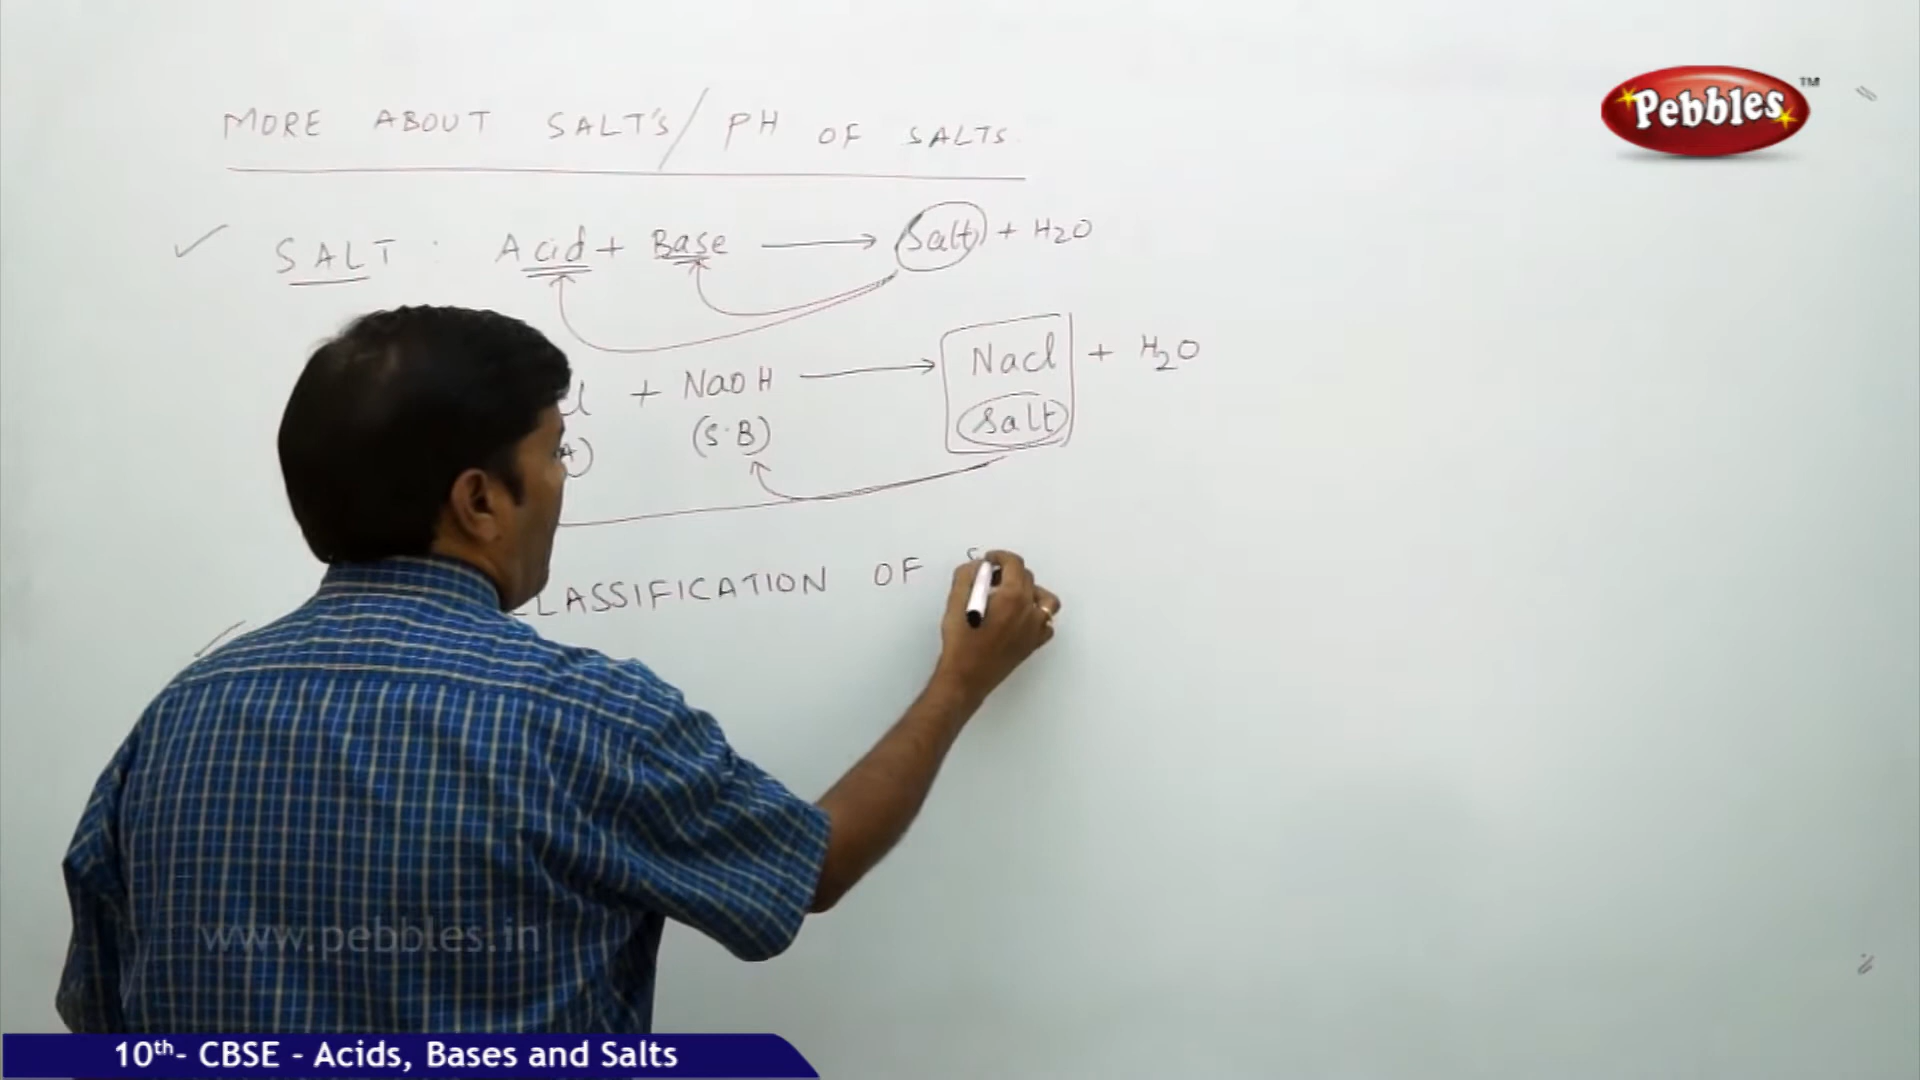 Pebbles™
MORE ABOUT SALT'S / PH OF SALTS.
SALT : Acid + Base → Salt + H2O
+ NaOH → Nacl + H2O
(S.B) Salt
CLASSIFICATION OF S
www.pebbles.in
10th- CBSE - Acids, Bases and Salts